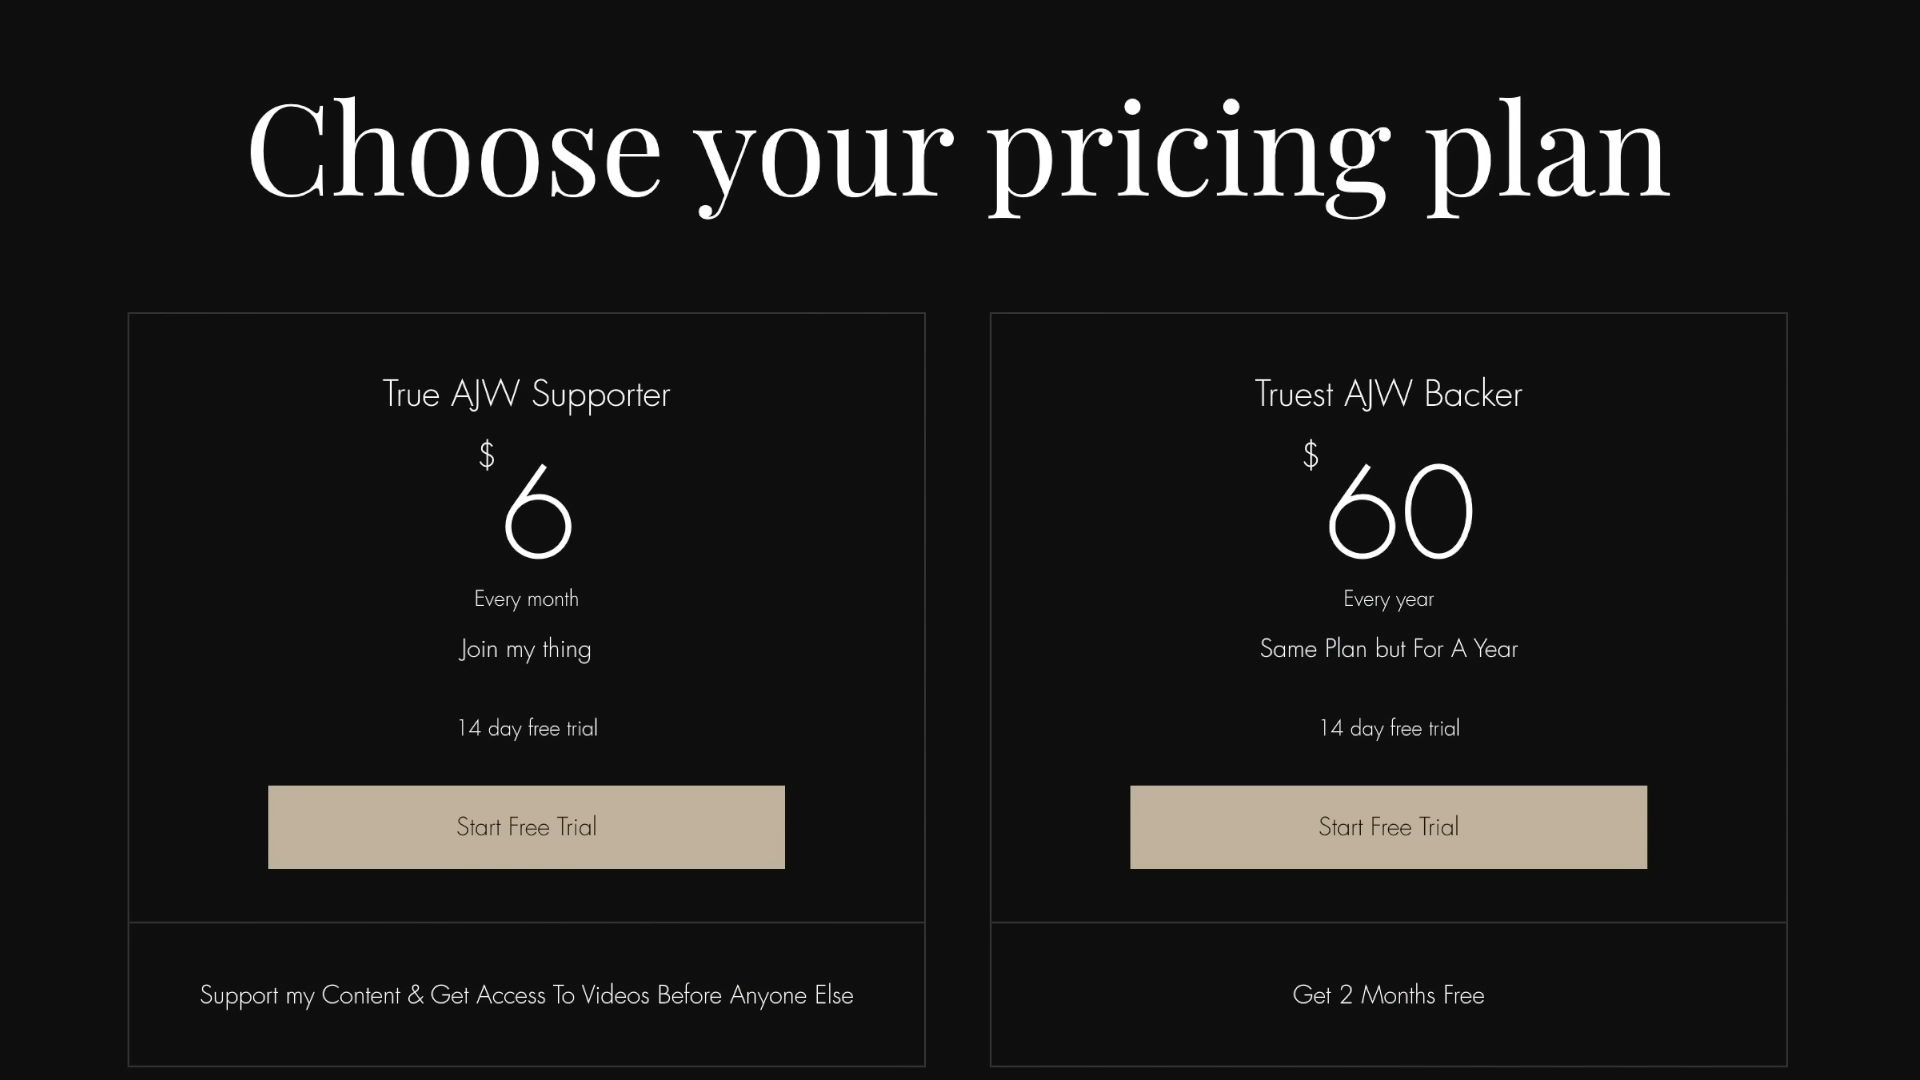 Choose your pricing plan
True AJW Supporter
$
6
Every month
Join my thing
14 day free trial
Start Free Trial
Support my Content & Get Access To Videos Before Anyone Else
Truest AJW Backer
$
60
Every year
Same Plan but For A Year
14 day free trial
Start Free Trial
Get 2 Months Free